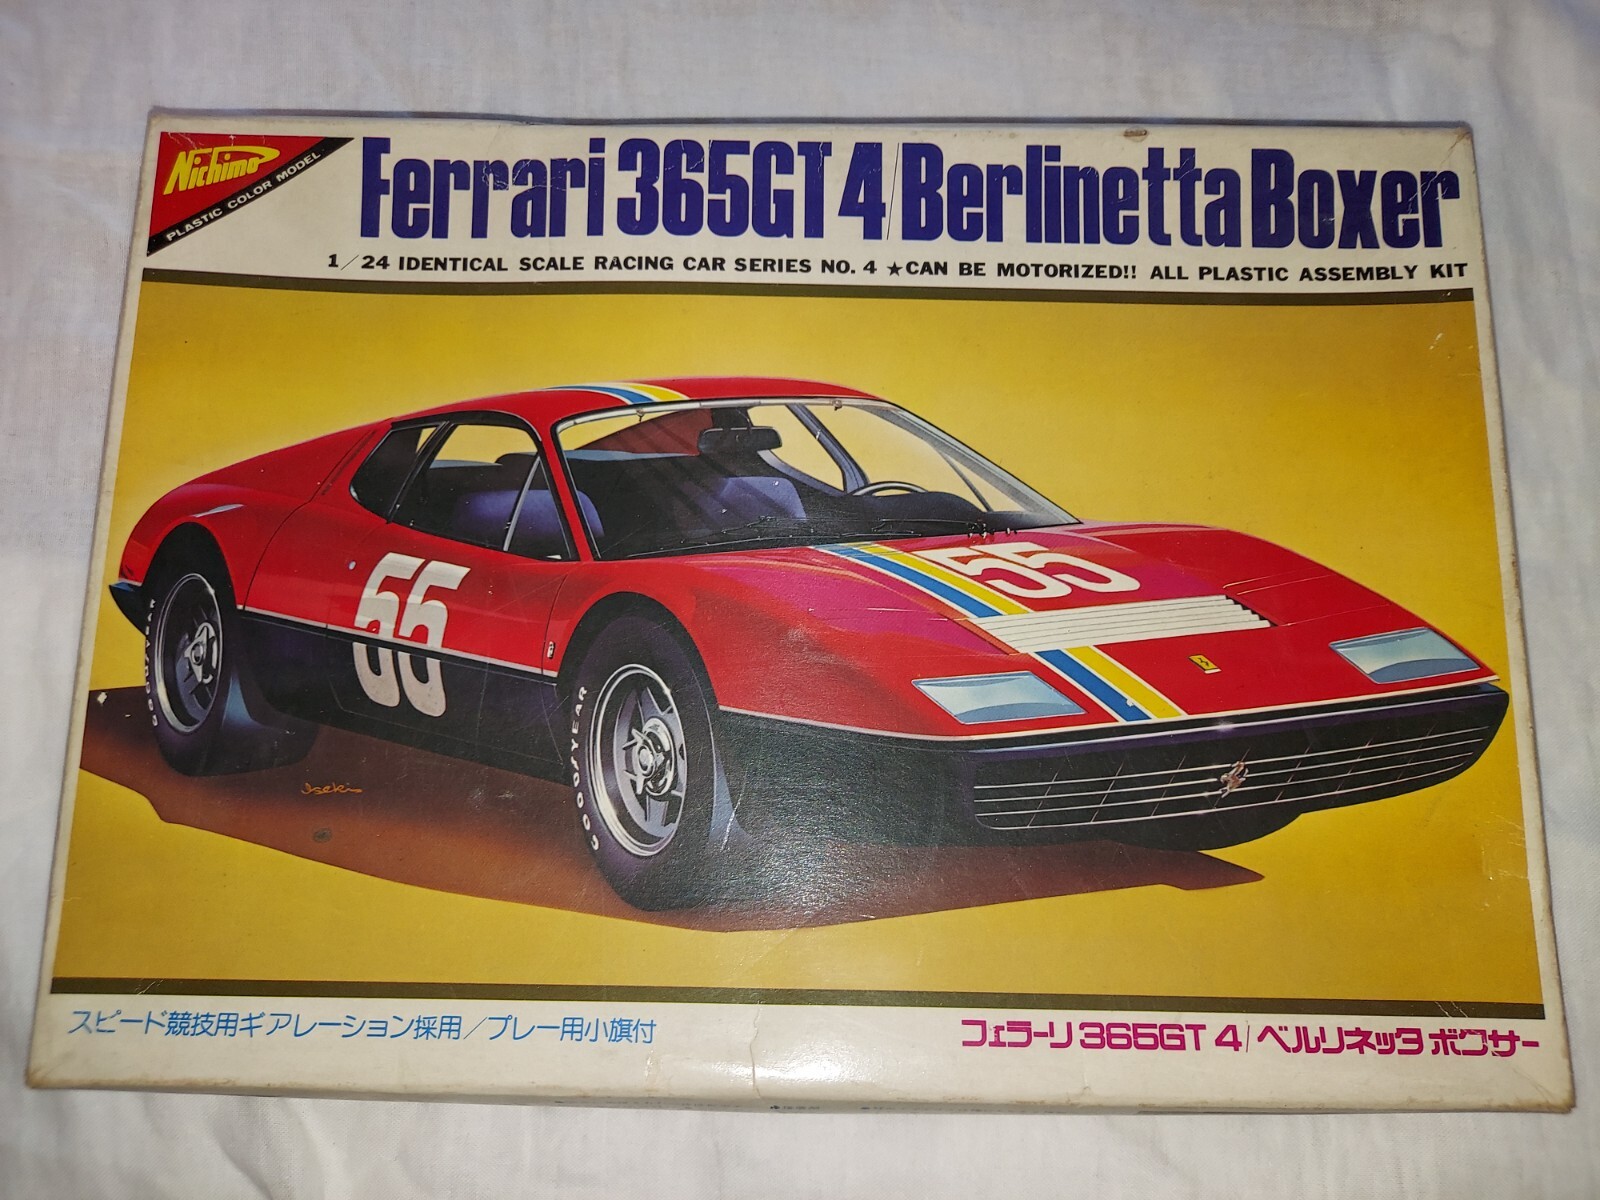 Nichimo
PLASTIC COLOR MODEL
Ferrari 365GT4/Berlinetta Boxer
1/24 IDENTICAL SCALE RACING CAR SERIES NO. 4 ★CAN BE MOTORIZED!! ALL PLASTIC ASSEMBLY KIT
55
55
GOODYEAR
GOODYEAR
Iseki
スピード競技用ギアレーション採用/プレー用小旗付
フェラーリ 365GT 4/ベルリネッタ ボクサー